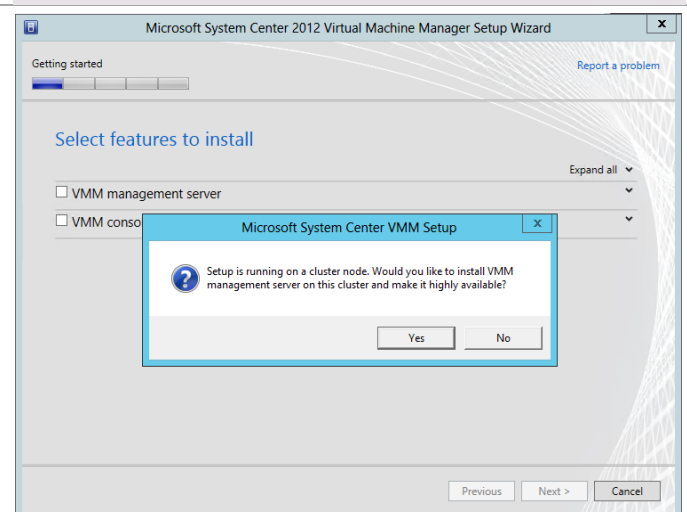 Microsoft System Center 2012 Virtual Machine Manager Setup Wizard
x
Getting started
Report a problem
Select features to install
Expand all
VMM management server
VMM conso
Microsoft System Center VMM Setup
x
Setup is running on a cluster node. Would you like to install VMM
management server on this cluster and make it highly available?
Yes
No
Previous
Next >
Cancel